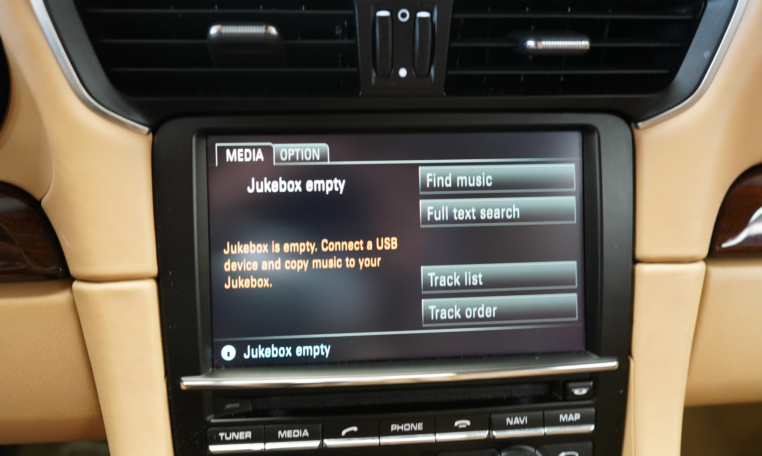 MEDIA OPTION
Jukebox empty
Find music
Full text search
Jukebox is empty. Connect a USB
device and copy music to your
Jukebox.
Track list
Track order
Jukebox empty
TUNER MEDIA PHONE NAVI MAP